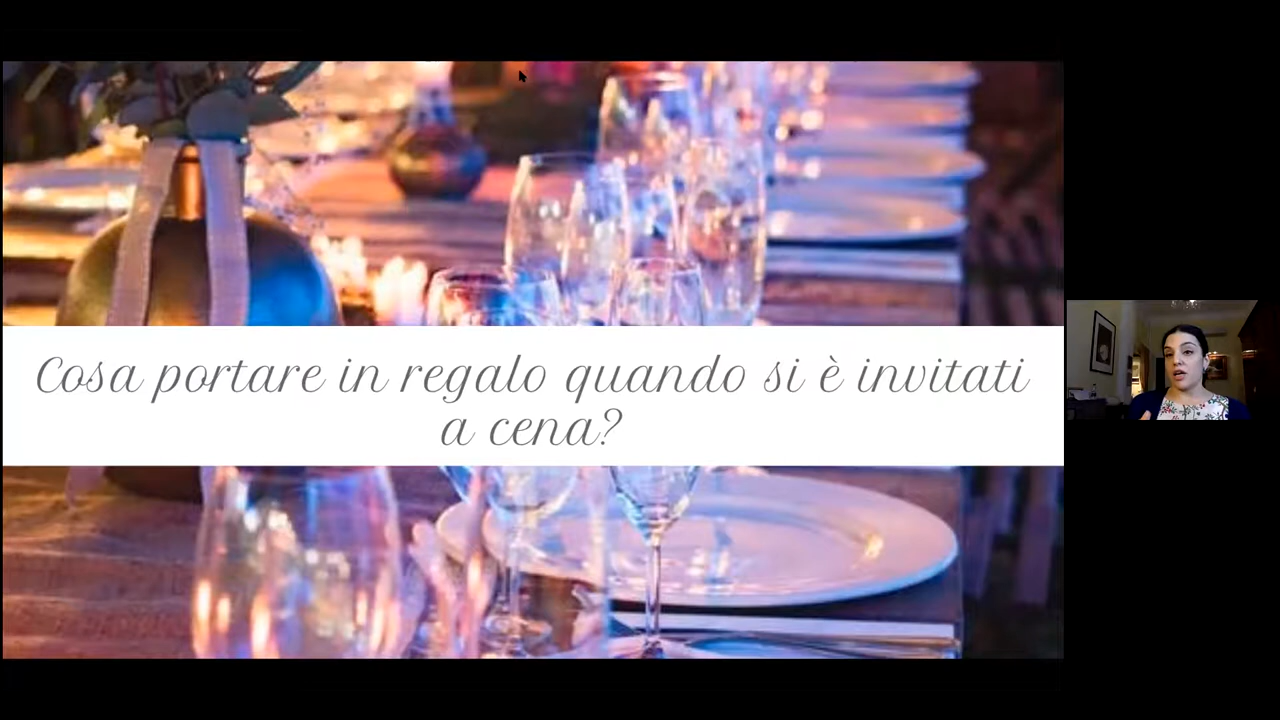 Cosa portare in regalo quando si è invitati
a cena?